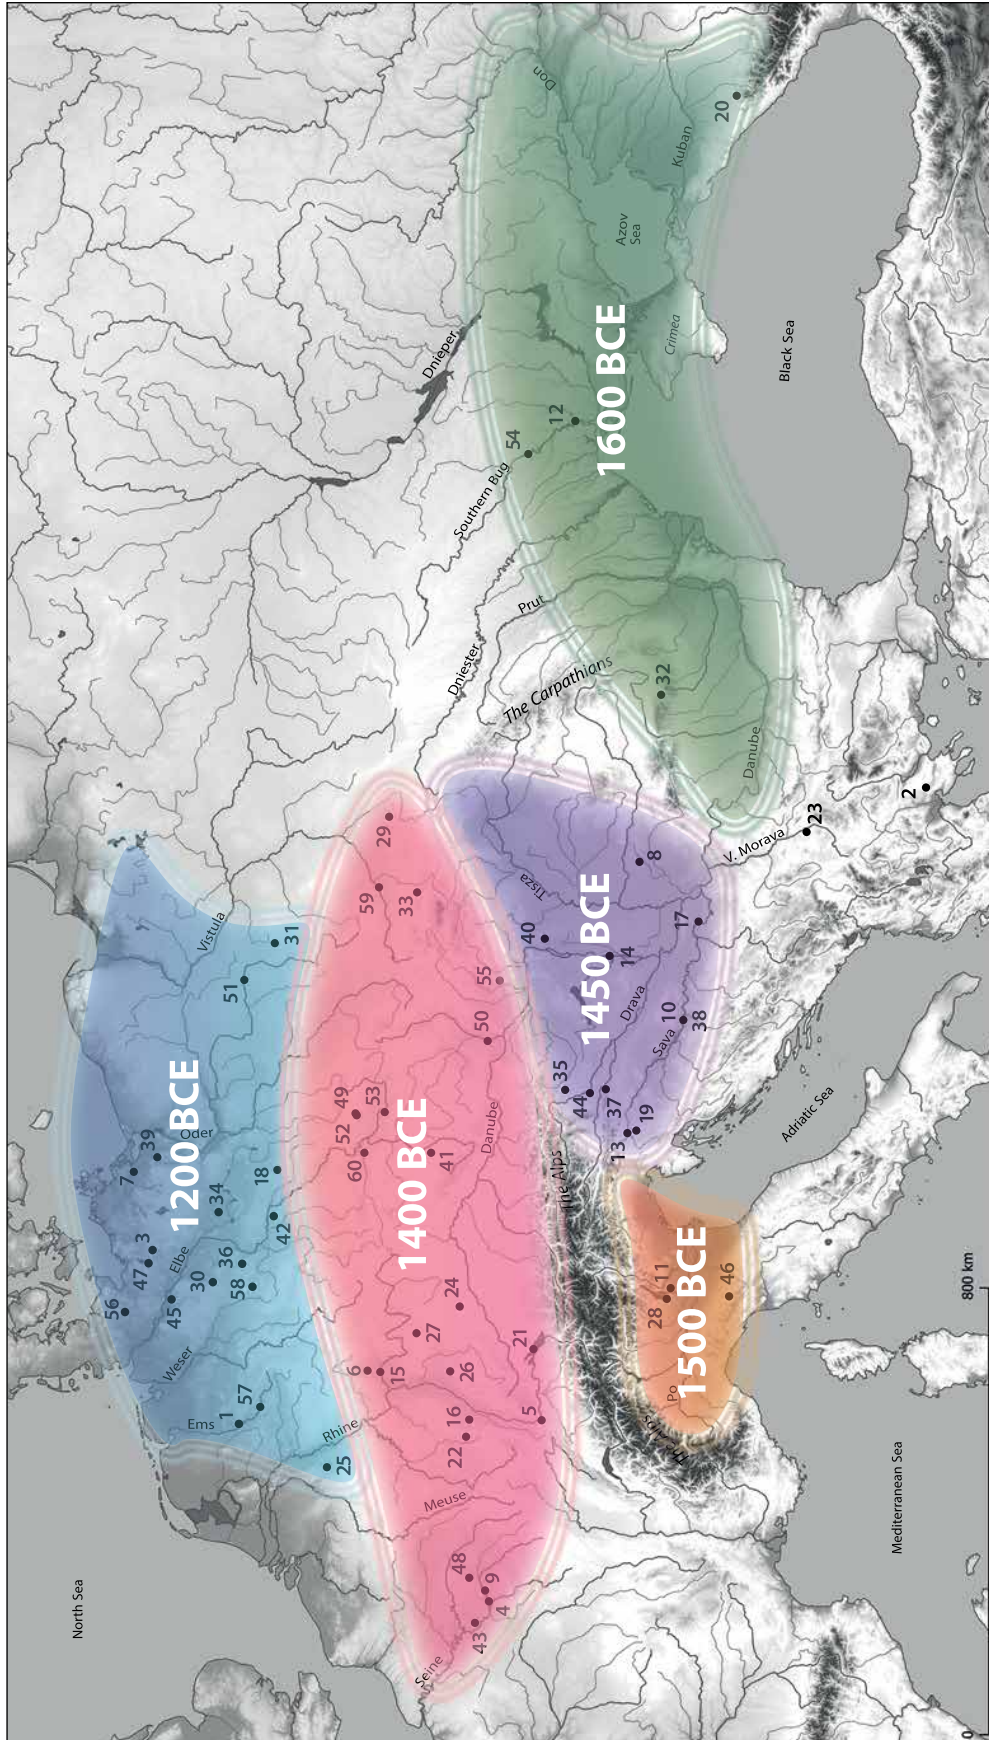 North Sea
Mediterranean Sea
Adriatic Sea
Black Sea
Azov
Sea
Crimea
Kuban
Don
Dnieper
Southern Bug
Dniester
Prut
The Carpathians
Danube
V. Morava
Tisza
Drava
Sava
Danube
The Alps
The Alps
Po
Vistula
Oder
Elbe
Weser
Ems
Rhine
Meuse
Seine
1200 BCE
1400 BCE
1450 BCE
1500 BCE
1600 BCE
56
47
3
7
39
45
30
34
36
58
42
18
51
31
1
57
25
6
15
27
24
26
16
22
5
21
48
9
4
43
60
52
49
53
41
50
55
59
33
29
35
44
37
13
19
10
38
14
40
17
8
28
11
46
32
54
12
20
23
2
0
800 km